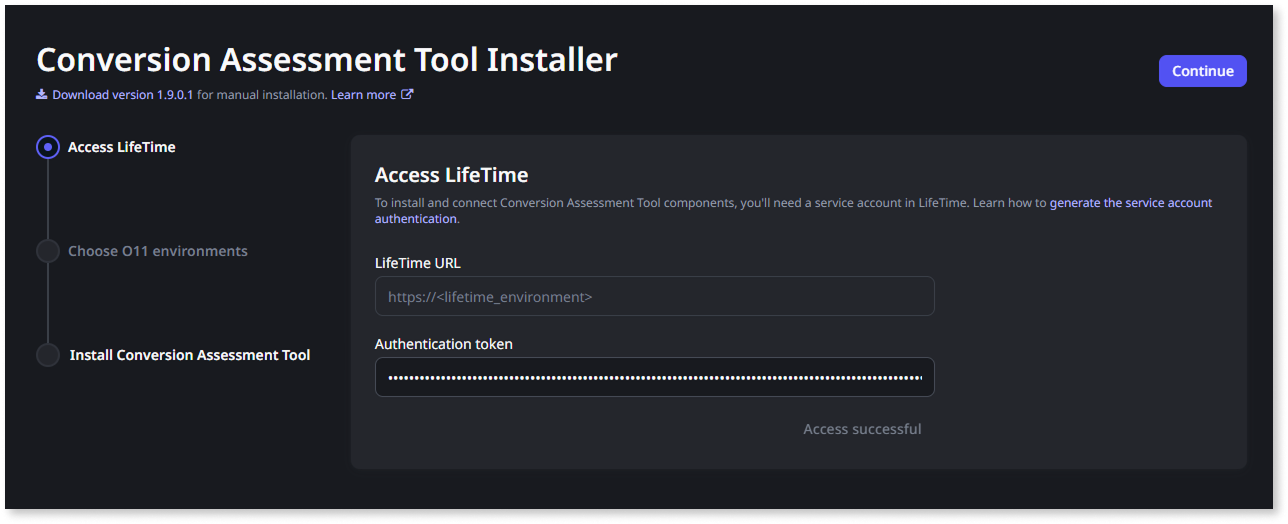 Conversion Assessment Tool Installer
Continue
Download version 1.9.0.1 for manual installation. Learn more
Access LifeTime
Choose O11 environments
Install Conversion Assessment Tool
Access LifeTime
To install and connect Conversion Assessment Tool components, you'll need a service account in LifeTime. Learn how to generate the service account
authentication.
LifeTime URL
https://<lifetime_environment>
Authentication token
Access successful